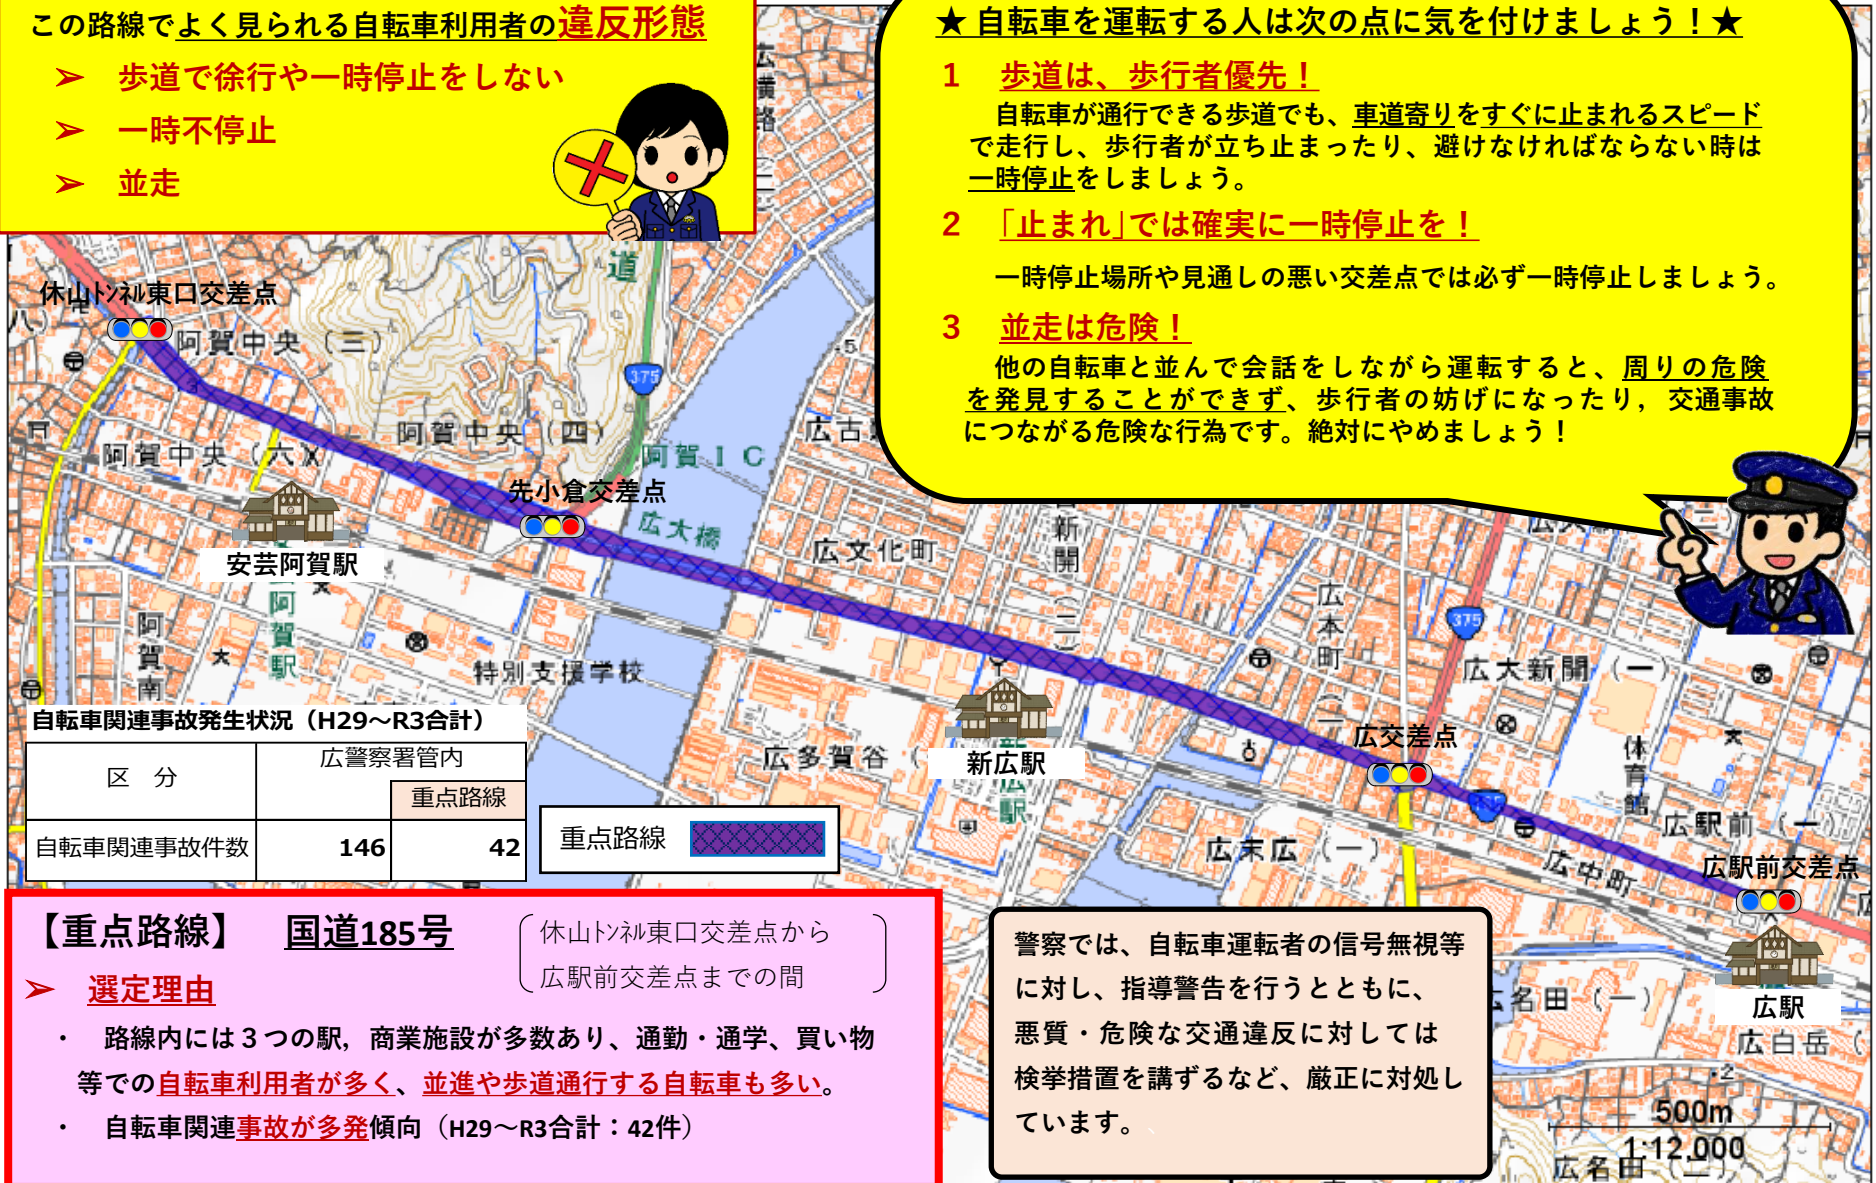 この路線でよく見られる自転車利用者の違反形態
➢ 歩道で徐行や一時停止をしない
➢ 一時不停止
➢ 並走
★ 自転車を運転する人は次の点に気を付けましょう！★
1 歩道は、歩行者優先！
自転車が通行できる歩道でも、車道寄りをすぐに止まれるスピード
で走行し、歩行者が立ち止まったり、避けなければならない時は
一時停止をしましょう。
2 「止まれ」では確実に一時停止を！
一時停止場所や見通しの悪い交差点では必ず一時停止しましょう。
3 並走は危険！
他の自転車と並んで会話をしながら運転すると、周りの危険
を発見することができず、歩行者の妨げになったり，交通事故
につながる危険な行為です。絶対にやめましょう！
道
休山ﾄﾝﾈﾙ東口交差点
阿賀中央（三）
375
阿賀中央（四）
阿賀中央（六）
阿賀ＩＣ
先小倉交差点
広大橋
広文化町
安芸阿賀駅
阿賀駅
阿賀南
特別支援学校
新開（二）
広本町（二）
375
広大新開（一）
広多賀谷（
新広駅
新広駅
広交差点
体育館
広駅前（一）
広末広（一）
広中町
広駅前交差点
広駅
名田（一）
広白岳（
広名田（二）
500m
1:12,000
自転車関連事故発生状況（H29～R3合計）
区 分
広警察署管内
重点路線
自転車関連事故件数 146 42
重点路線
【重点路線】 国道185号
休山ﾄﾝﾈﾙ東口交差点から
広駅前交差点までの間
➢ 選定理由
・ 路線内には３つの駅，商業施設が多数あり、通勤・通学、買い物
等での自転車利用者が多く、並進や歩道通行する自転車も多い。
・ 自転車関連事故が多発傾向（H29～R3合計：42件）
警察では、自転車運転者の信号無視等
に対し、指導警告を行うとともに、
悪質・危険な交通違反に対しては
検挙措置を講ずるなど、厳正に対処し
ています。